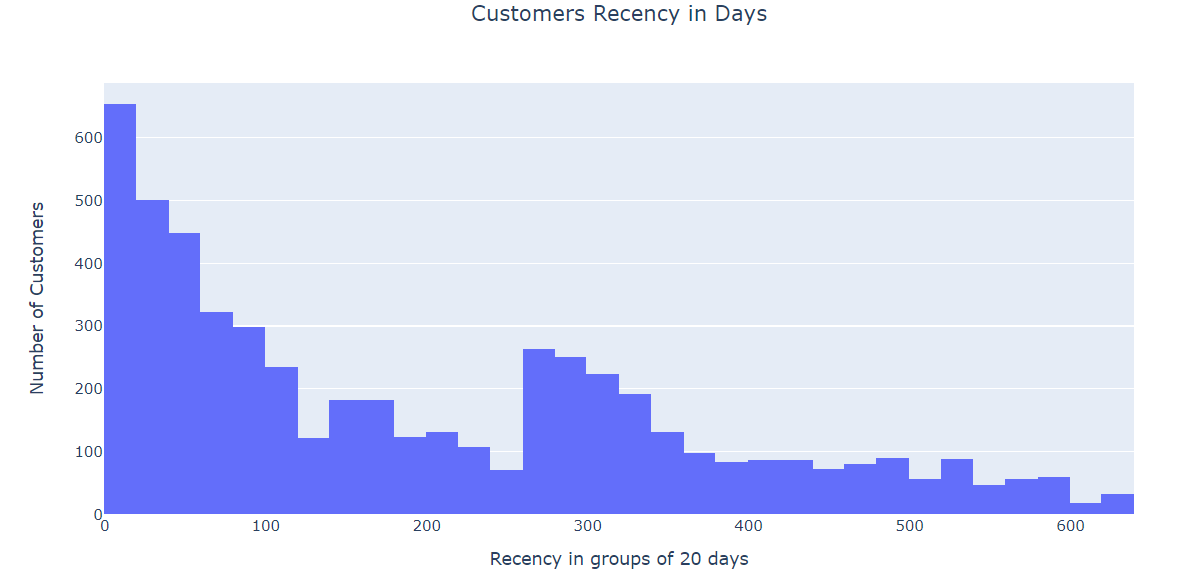 Customers Recency in Days
Number of Customers
600
500
400
300
200
100
0
0 100 200 300 400 500 600
Recency in groups of 20 days